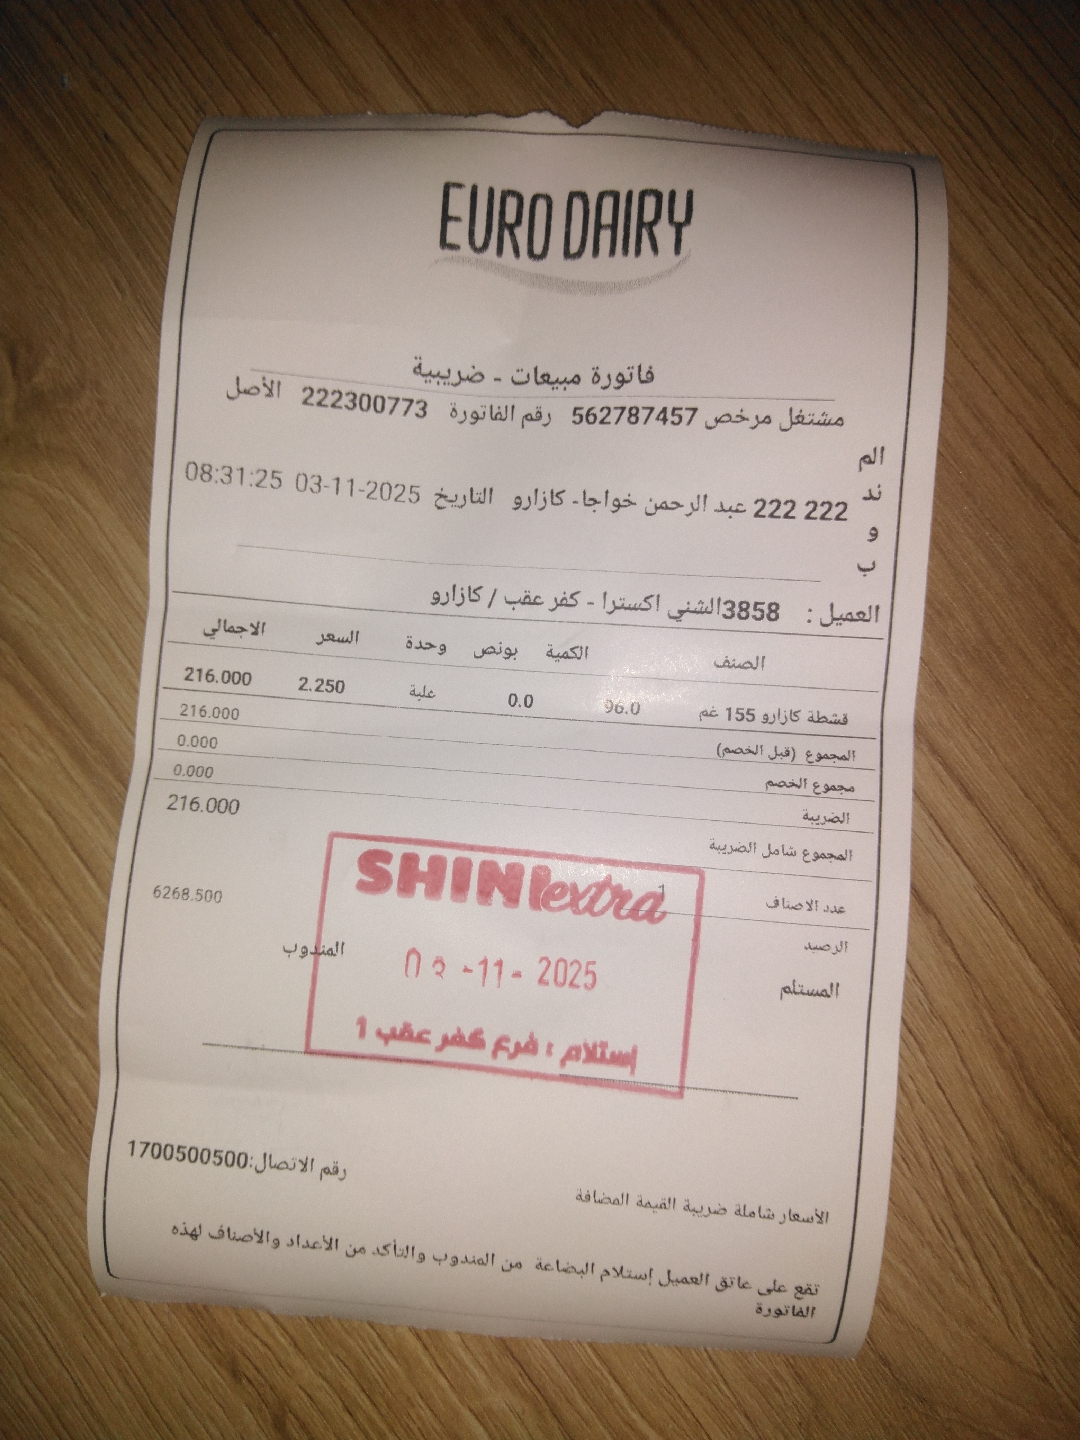 EURO DAIRY
فاتورة مبيعات - ضريبية
مشتغل مرخص 562787457 رقم الفاتورة 222300773 الأصل
المندوب 222 222 عبد الرحمن خواجا- كازارو التاريخ 03-11-2025 08:31:25
العميل : 3858الشني اكسترا - كفر عقب / كازارو
الصنف الكمية بونص وحدة السعر الاجمالي
قشطة كازارو 155 غم 96.0 0.0 علبة 2.250 216.000
المجموع (قبل الخصم) 216.000
مجموع الخصم 0.000
الضريبة 0.000
المجموع شامل الضريبة 216.000
عدد الاصناف 1
الرصيد 6268.500
المستلم المندوب
SHINI extra
03 -11- 2025
إستلام : فرع كفر عقب 1
رقم الاتصال:1700500500
الأسعار شاملة ضريبة القيمة المضافة
تقع على عاتق العميل إستلام البضاعة من المندوب والتأكد من الأعداد والأصناف لهذه
الفاتورة